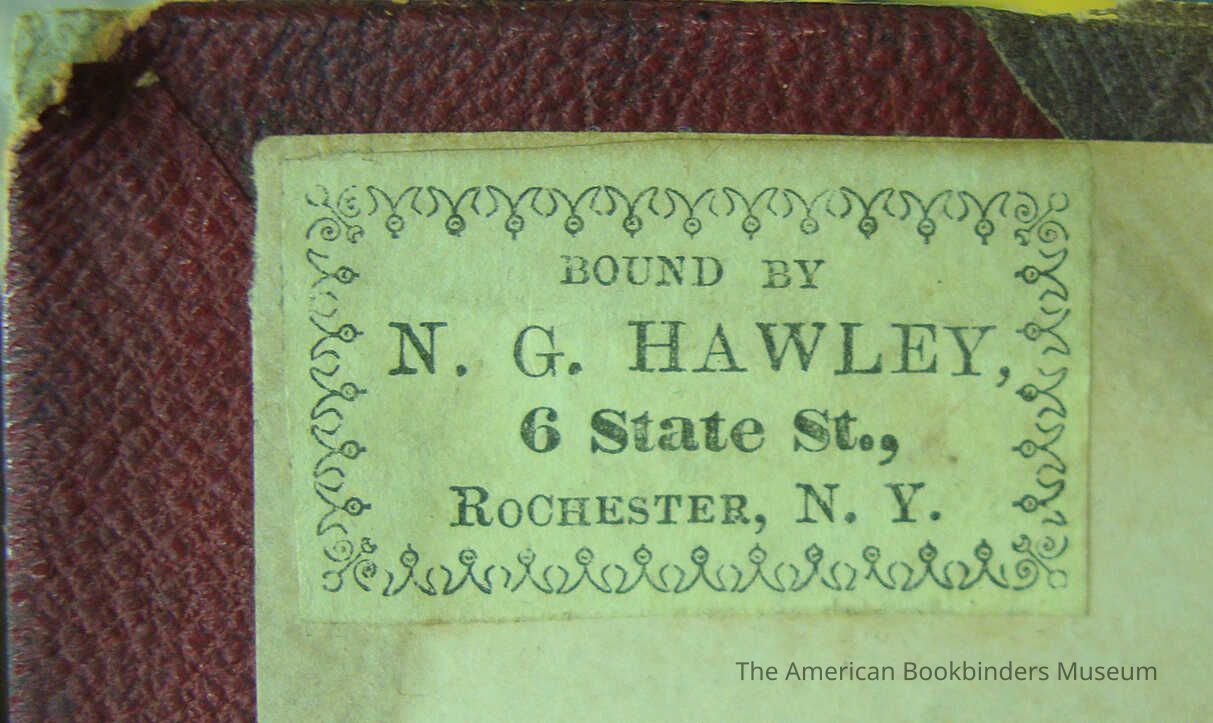 BOUND BY
N. G. HAWLEY,
6 State St.,
ROCHESTER, N. Y.
The American Bookbinders Museum